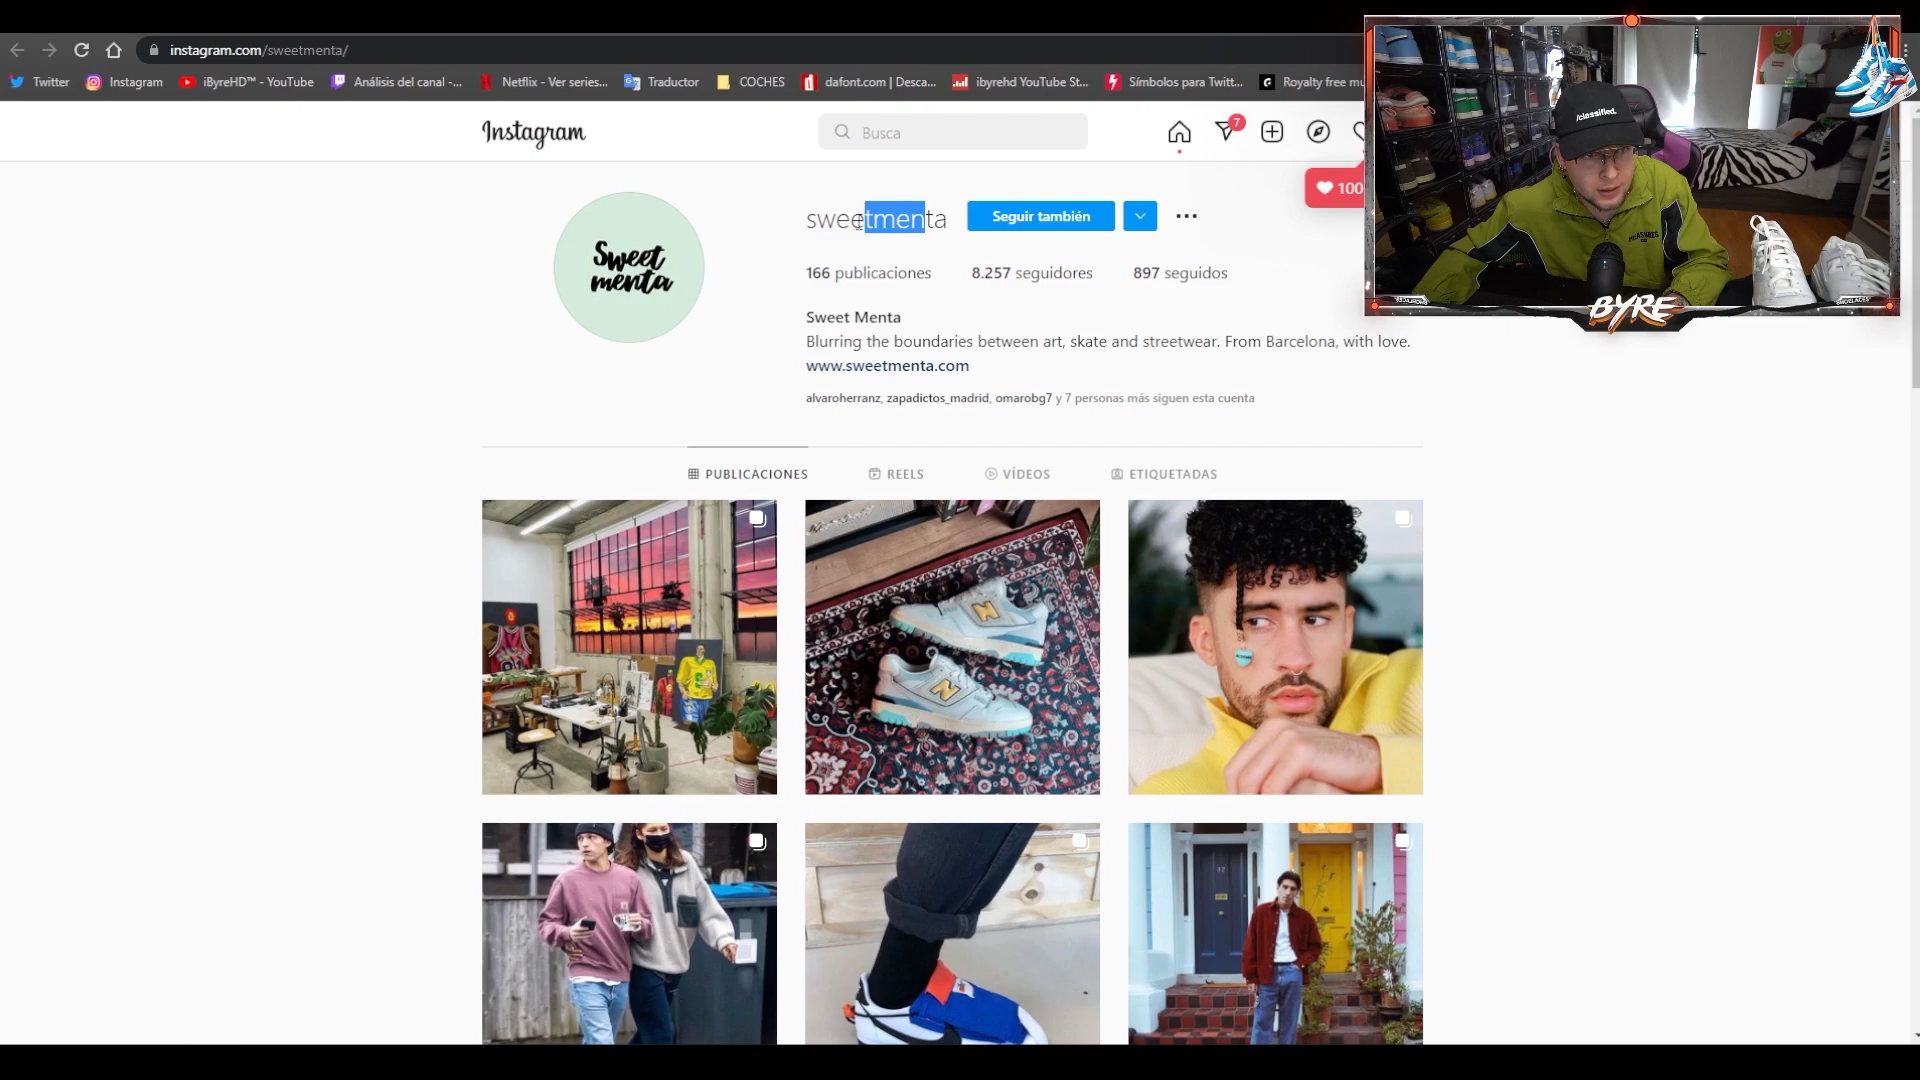 instagram.com/sweetmenta/
Twitter Instagram iByreHD™ - YouTube Análisis del canal -... Netflix - Ver series... Traductor COCHES dafont.com | Desca... ibyrehd YouTube St... Símbolos para Twitt... Royalty free mu
Instagram
Busca
7
100
sweetmenta Seguir también
166 publicaciones 8.257 seguidores 897 seguidos
Sweet
menta
Sweet Menta
Blurring the boundaries between art, skate and streetwear. From Barcelona, with love.
www.sweetmenta.com
alvaroherranz, zapadictos_madrid, omarobg7 y 7 personas más siguen esta cuenta
PUBLICACIONES REELS VÍDEOS ETIQUETADAS
/classified.
PLEASURES
BYRE
N
N
91
77